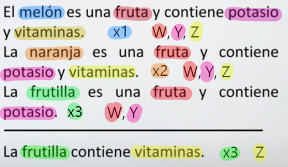 El melón es una fruta y contiene potasio
y vitaminas. x1 W, Y, Z
La naranja es una fruta y contiene
potasio y vitaminas. x2 W, Y, Z
La frutilla es una fruta y contiene
potasio. x3 W, Y
La frutilla contiene vitaminas. x3 Z